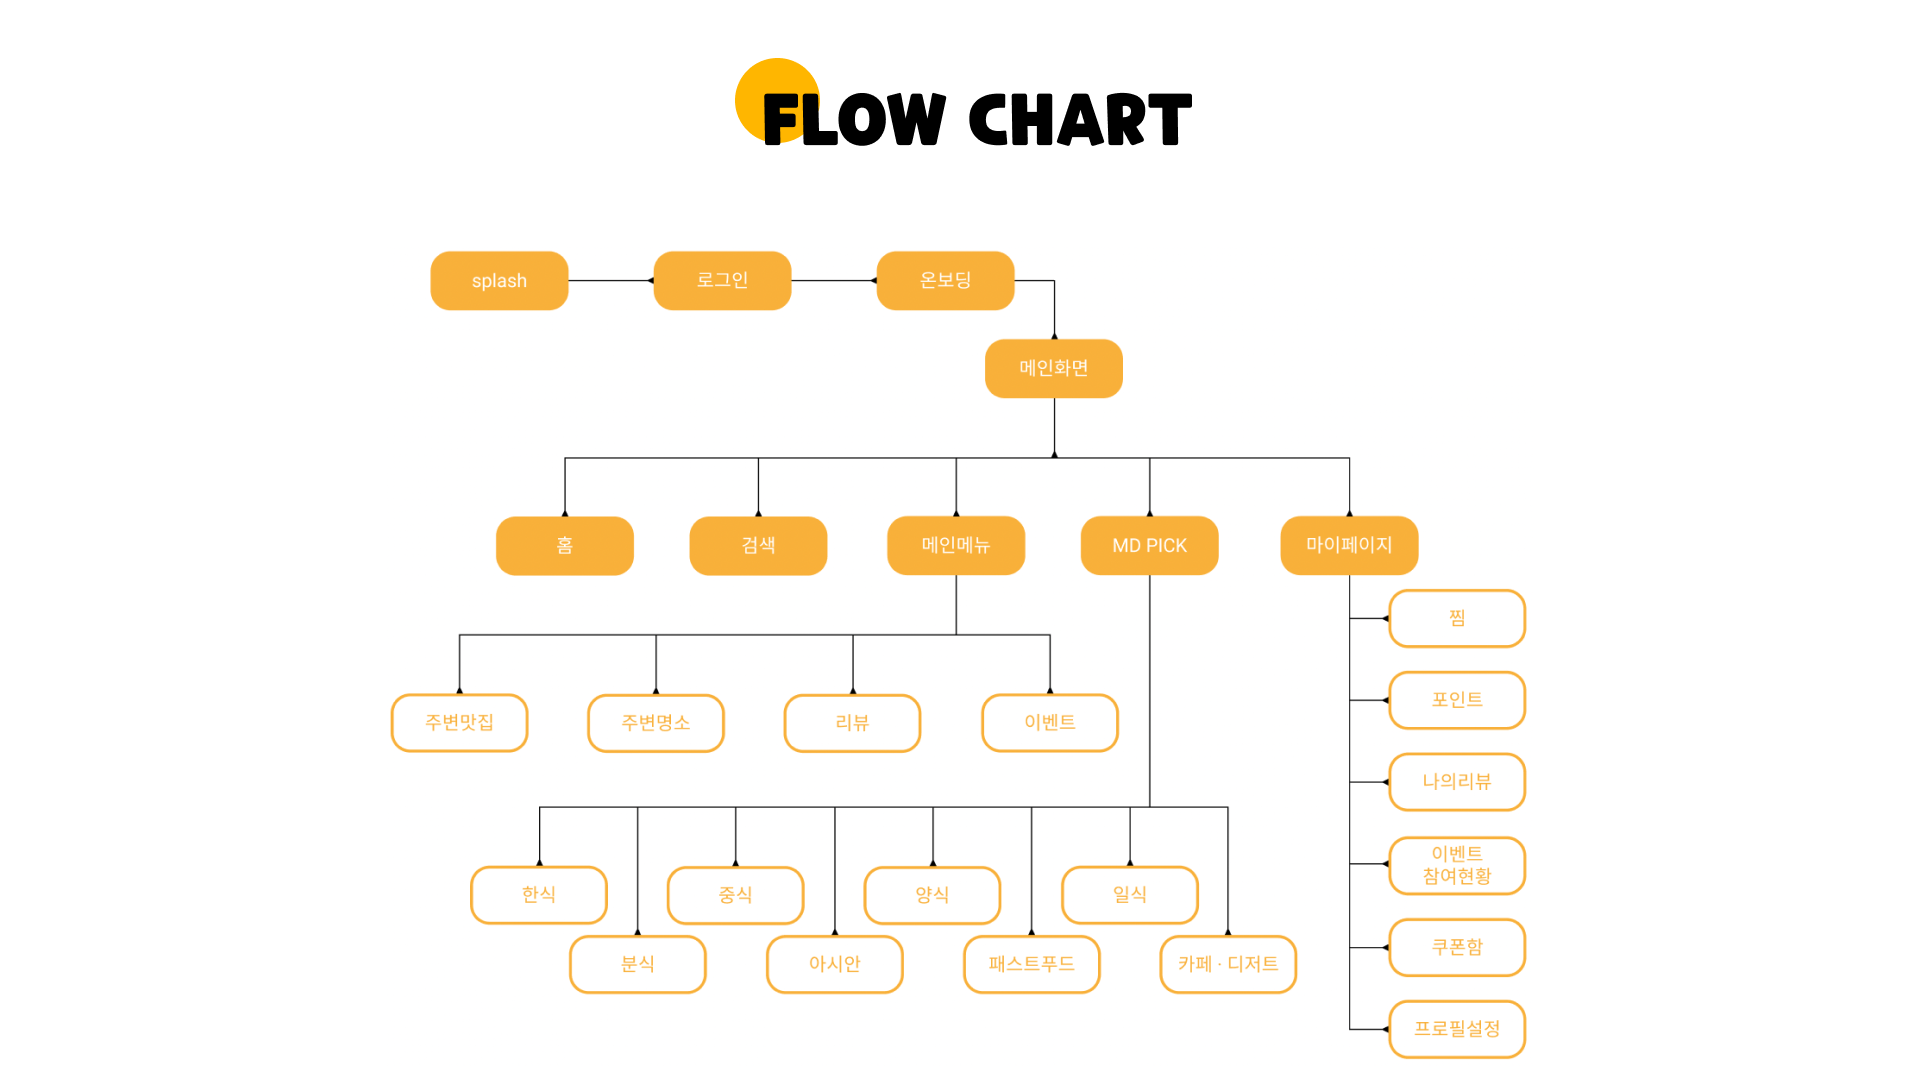 FLOW CHART
splash
로그인
온보딩
메인화면
홈
검색
메인메뉴
MD PICK
마이페이지
찜
포인트
나의리뷰
이벤트
참여현황
쿠폰함
프로필설정
주변맛집
주변명소
리뷰
이벤트
한식
중식
양식
일식
분식
아시안
패스트푸드
카페 · 디저트